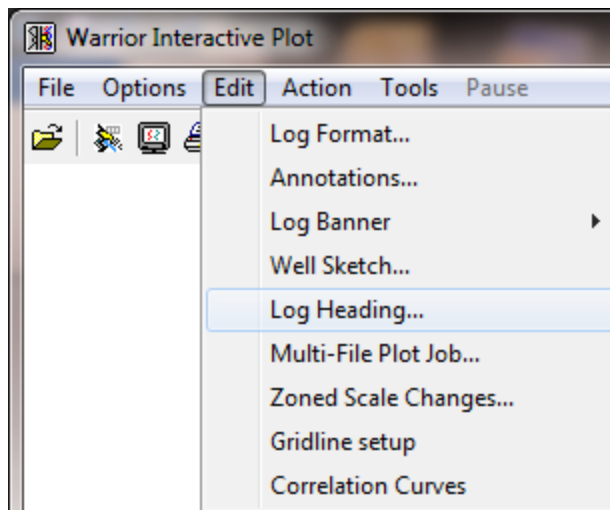 Warrior Interactive Plot
File Options Edit Action Tools Pause
Log Format...
Annotations...
Log Banner
Well Sketch...
Log Heading...
Multi-File Plot Job...
Zoned Scale Changes...
Gridline setup
Correlation Curves